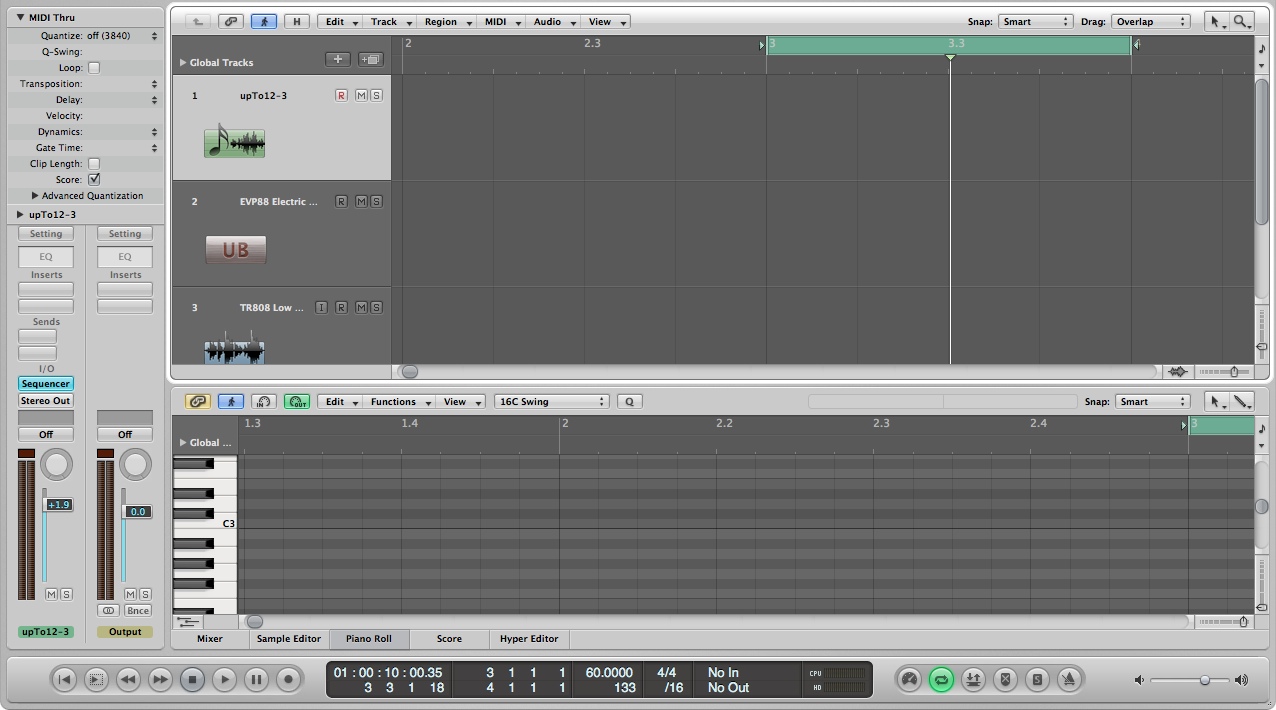 MIDI Thru
Quantize: off (3840)
Q-Swing:
Loop:
Transposition:
Delay:
Velocity:
Dynamics:
Gate Time:
Clip Length:
Score:
Advanced Quantization
upTo12-3
Setting Setting
EQ EQ
Inserts Inserts
Sends
I/O
Sequencer
Stereo Out
Off Off
+1.9 0.0
M S M S
Bnce
upTo12-3 Output
H Edit Track Region MIDI Audio View Snap: Smart Drag: Overlap
2 2.3 3 3.3 4
Global Tracks
1 upTo12-3 R M S
2 EVP88 Electric ... R M S
UB
3 TR808 Low ... I R M S
IN OUT Edit Functions View 16C Swing Q Snap: Smart
1.3 1.4 2 2.2 2.3 2.4 3
Global ...
C3
Mixer Sample Editor Piano Roll Score Hyper Editor
01 : 00 : 10 : 00.35 3 1 1 1 60.0000 4/4 No In CPU
3 3 1 18 4 1 1 1 133 /16 No Out HD
S